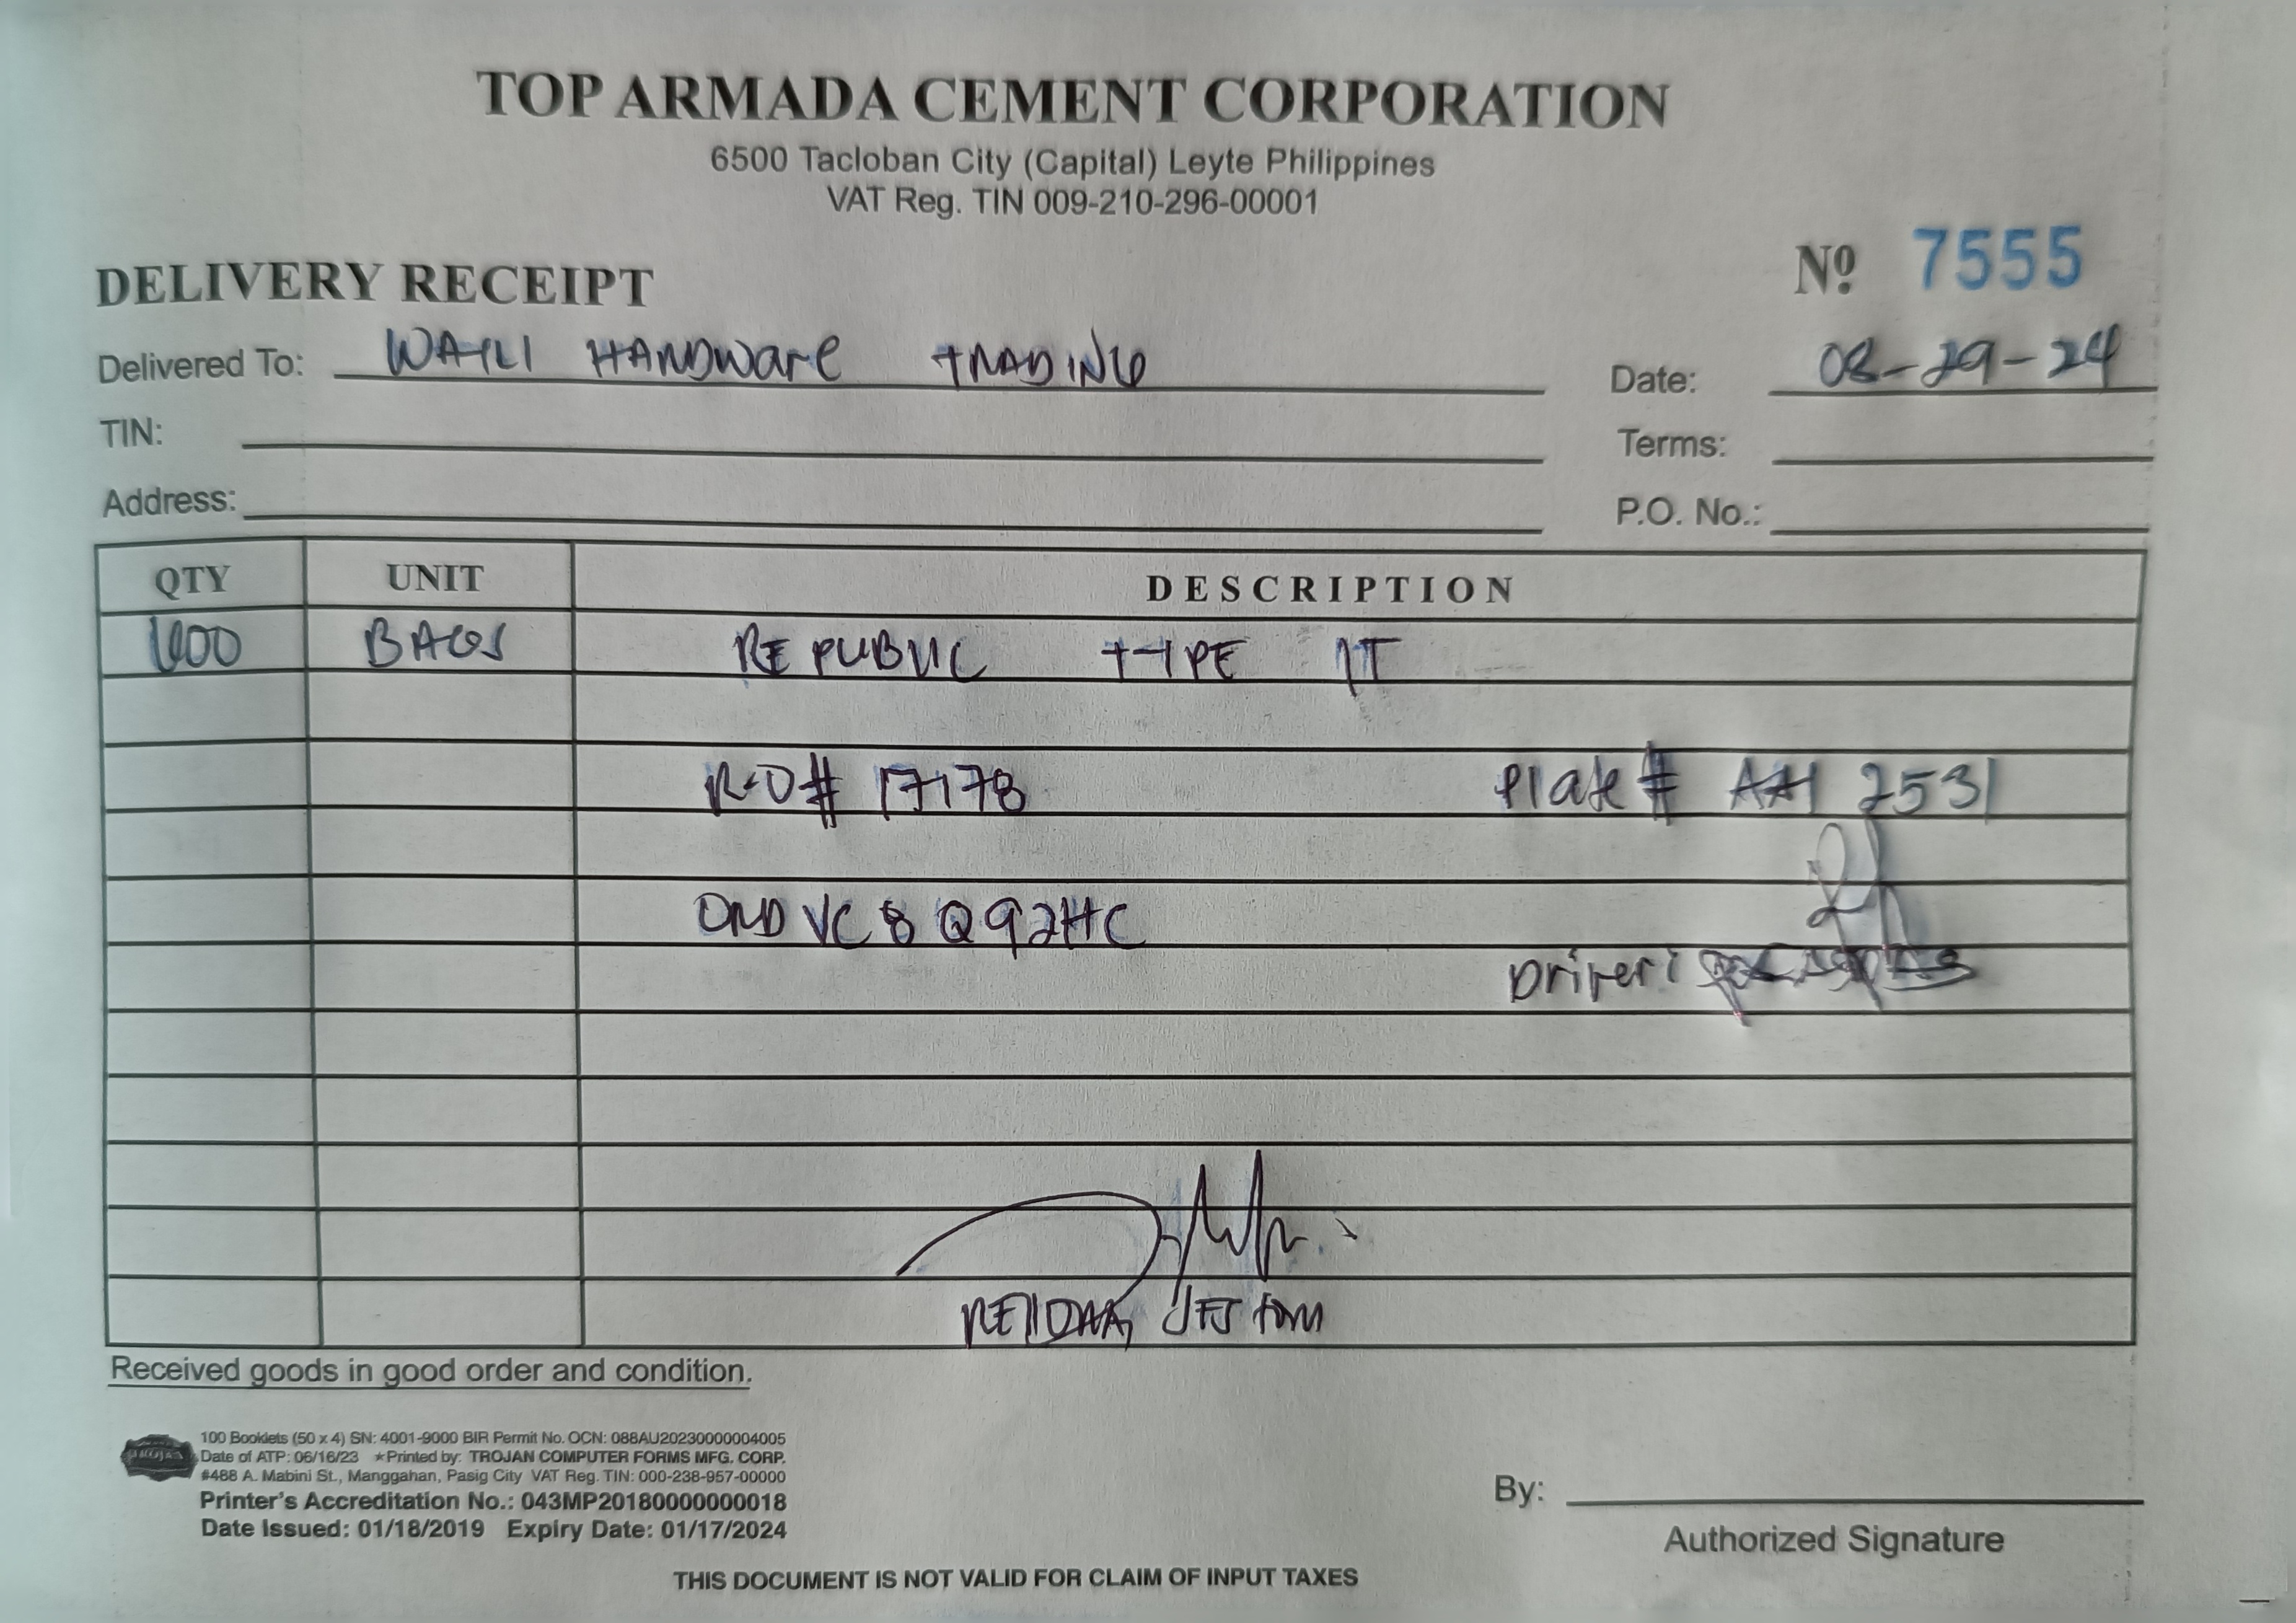 TOP ARMADA CEMENT CORPORATION
6500 Tacloban City (Capital) Leyte Philippines
VAT Reg. TIN 009-210-296-00001
DELIVERY RECEIPT Nº 7555
Delivered To: HARDWARE TRADING Date: 08-29-24
TIN: Terms:
Address: P.O. No.:
QTY UNIT DESCRIPTION
600 BAGS REPUBLIC TYPE 1T
R-O# 17178 Plate # 2531
8Q92HC
Driver:
Received goods in good order and condition.
100 Booklets (50 x 4) SN: 4001-9000 BIR Permit No. OCN: 088AU20230000004005
Date of ATP: 06/16/23 ★Printed by: TROJAN COMPUTER FORMS MFG. CORP.
#488 A. Mabini St., Manggahan, Pasig City VAT Reg. TIN: 000-238-957-00000
Printer's Accreditation No.: 043MP20180000000018
Date Issued: 01/18/2019 Expiry Date: 01/17/2024
By:
Authorized Signature
THIS DOCUMENT IS NOT VALID FOR CLAIM OF INPUT TAXES